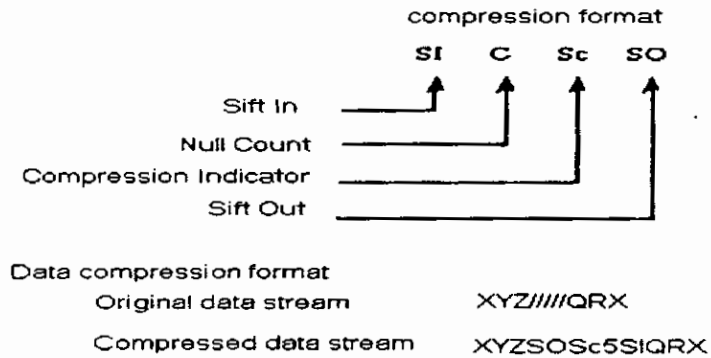 compression format
SI C Sc SO
Sift In
Null Count
Compression Indicator
Sift Out
Data compression format
Original data stream XYZ/////QRX
Compressed data stream XYZSOSc5SIQRX